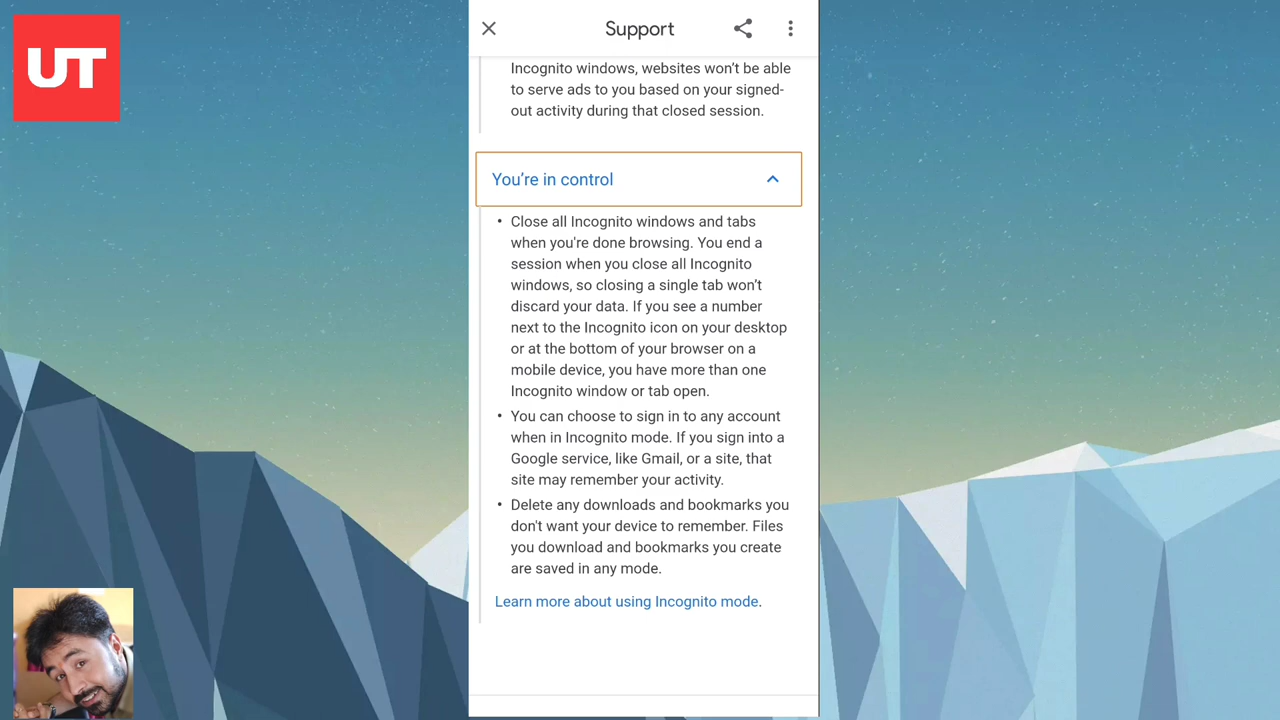 UT
Support
Incognito windows, websites won’t be able
to serve ads to you based on your signed-
out activity during that closed session.
You’re in control
• Close all Incognito windows and tabs
when you're done browsing. You end a
session when you close all Incognito
windows, so closing a single tab won’t
discard your data. If you see a number
next to the Incognito icon on your desktop
or at the bottom of your browser on a
mobile device, you have more than one
Incognito window or tab open.
• You can choose to sign in to any account
when in Incognito mode. If you sign into a
Google service, like Gmail, or a site, that
site may remember your activity.
• Delete any downloads and bookmarks you
don't want your device to remember. Files
you download and bookmarks you create
are saved in any mode.
Learn more about using Incognito mode.